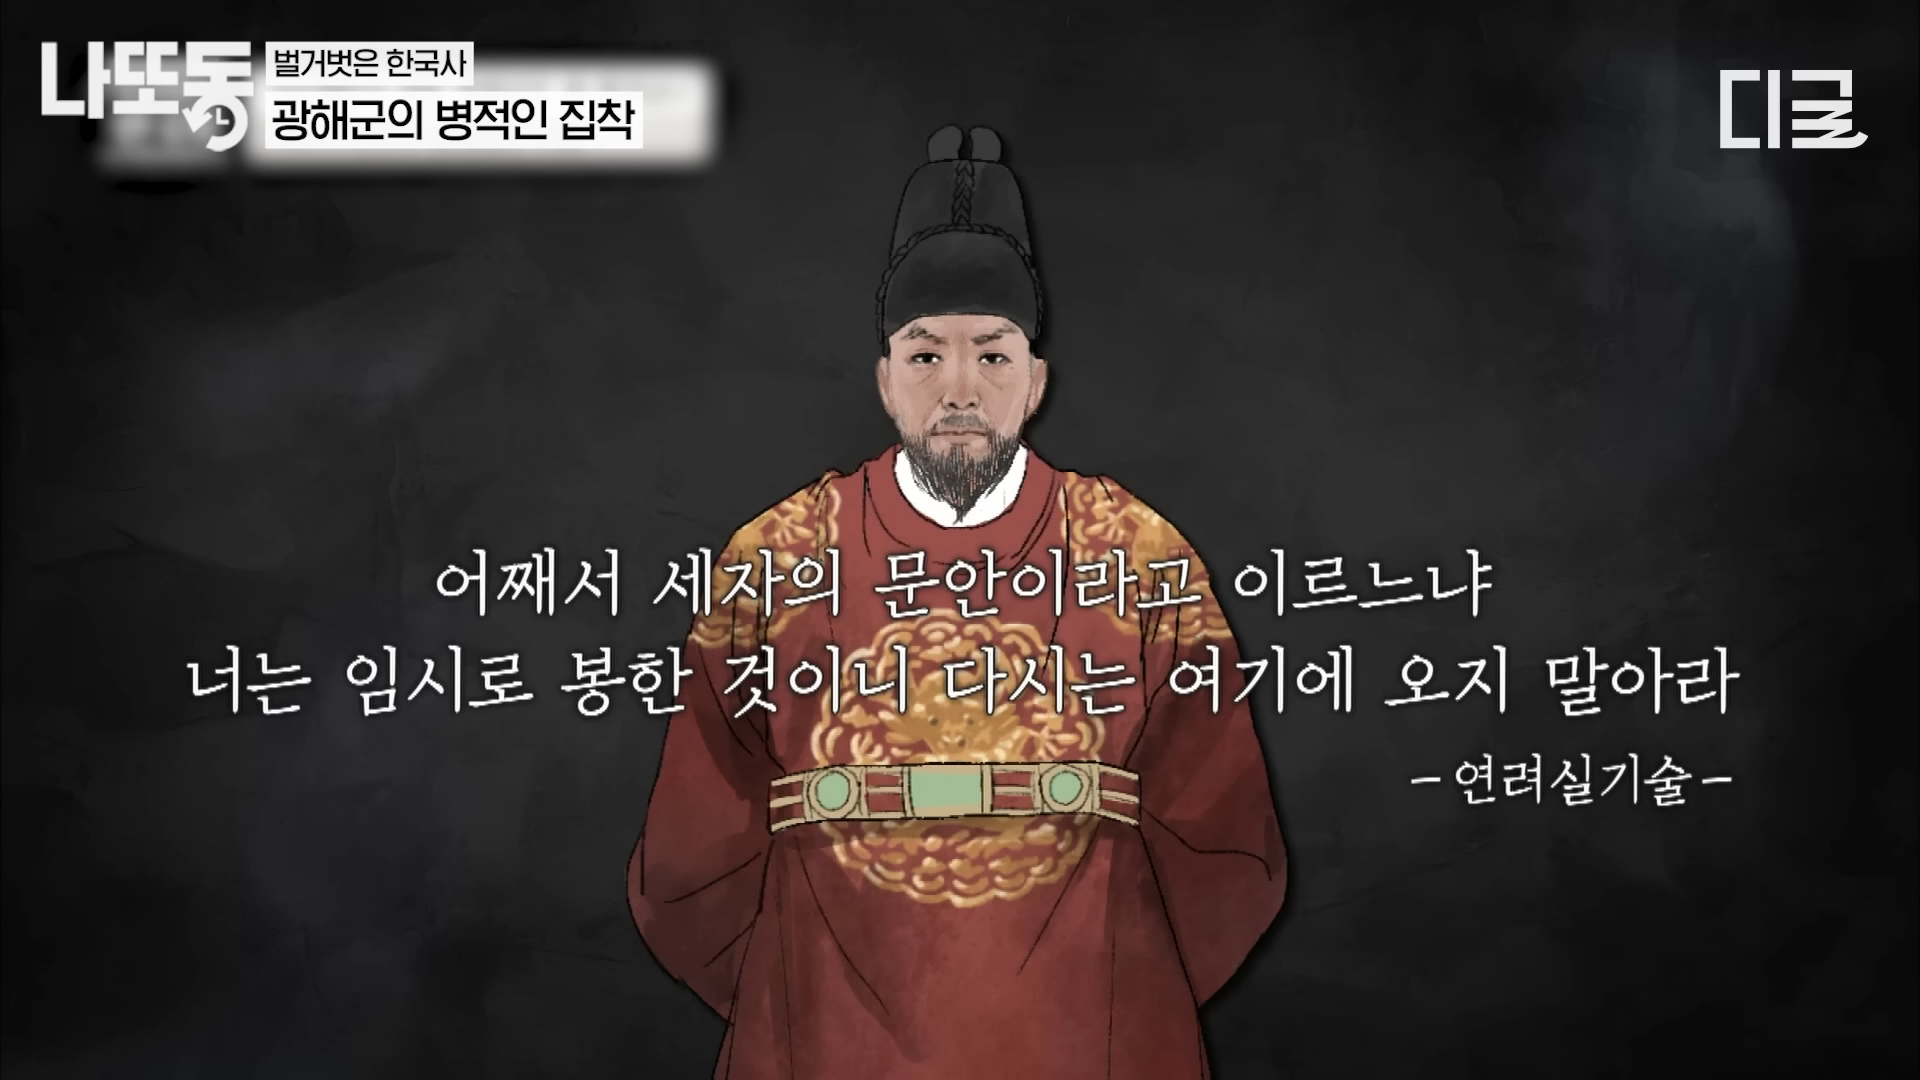 나또동
벌거벗은 한국사
광해군의 병적인 집착
디글
어째서 세자의 문안이라고 이르느냐
너는 임시로 봉한 것이니 다시는 여기에 오지 말아라
-연려실기술-